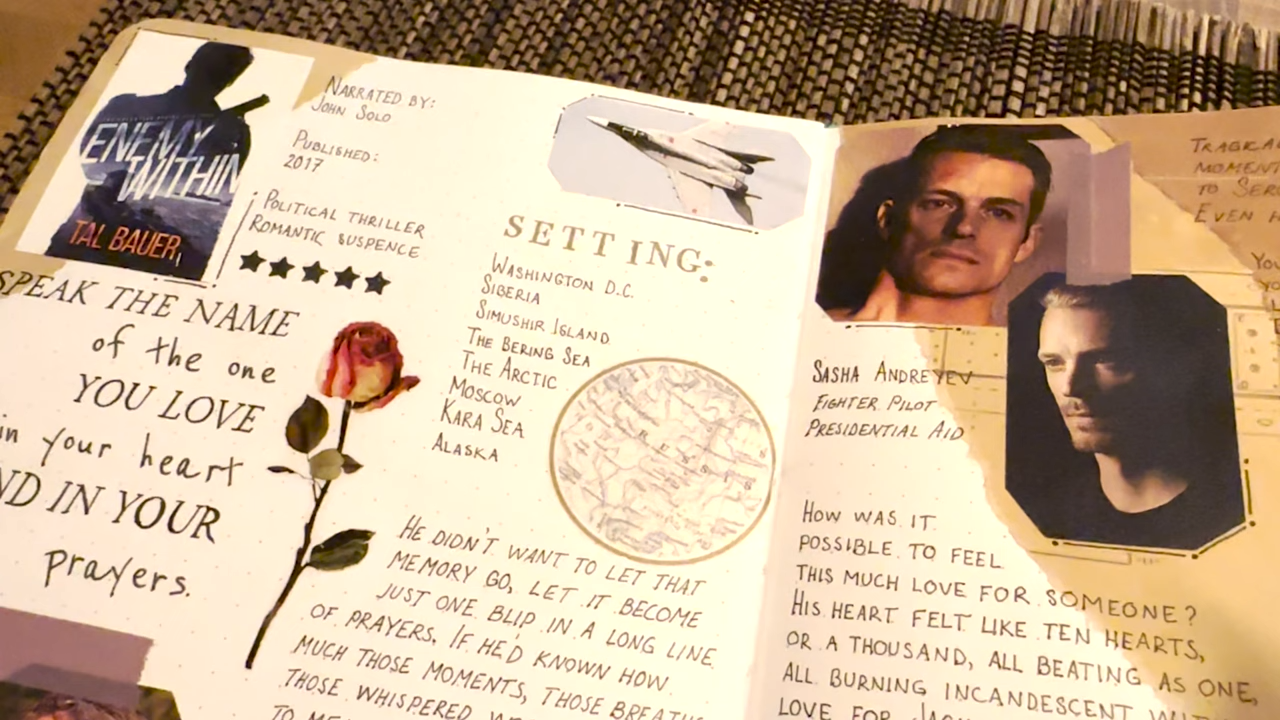 ENEMY
WITHIN
TAL BAUER
NARRATED BY:
JOHN SOLO
PUBLISHED:
2017
POLITICAL THRILLER
ROMANTIC SUSPENCE
SPEAK THE NAME
of the one
YOU LOVE
in your heart
AND IN YOUR
prayers.
SETTING:
WASHINGTON D.C.
SIBERIA
SIMUSHIR ISLAND
THE BERING SEA
THE ARCTIC
MOSCOW
KARA SEA
ALASKA
HE DIDN'T WANT TO LET THAT
MEMORY GO, LET IT BECOME
JUST ONE BLIP IN A LONG LINE
OF PRAYERS. IF HE'D KNOWN HOW
MUCH THOSE MOMENTS, THOSE BREATHS
THOSE WHISPERED
TO
SASHA ANDREYEV
FIGHTER PILOT
PRESIDENTIAL AID
HOW WAS IT
POSSIBLE TO FEEL
THIS MUCH LOVE FOR SOMEONE?
HIS HEART FELT LIKE TEN HEARTS,
OR A THOUSAND, ALL BEATING AS ONE,
ALL BURNING INCANDESCENT WITH
LOVE FOR
MOMENT
TO SER
EVEN
YOU